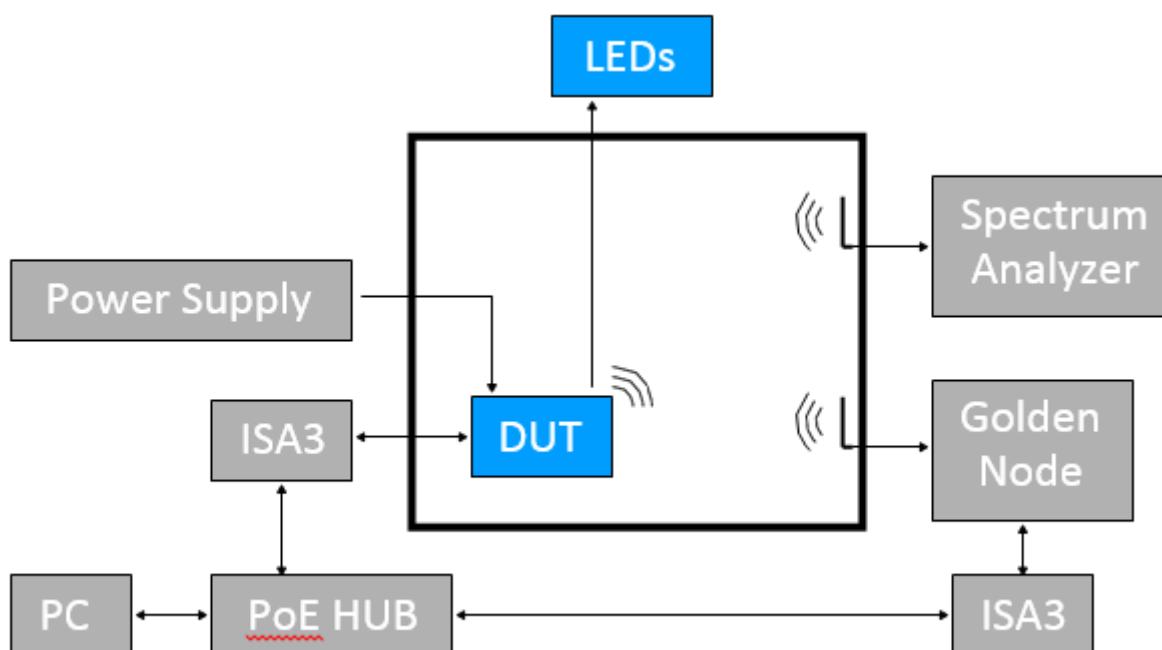 LEDs
Spectrum
Analyzer
Power Supply
ISA3
DUT
Golden
Node
PC
PoE HUB
ISA3